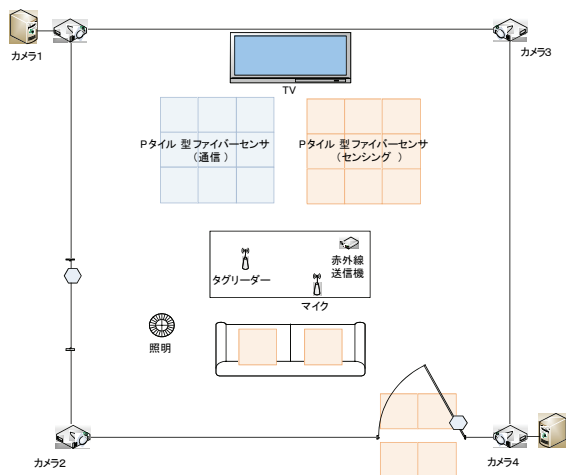 カメラ1
カメラ3
TV
Pタイル 型ファイバーセンサ
(通信 )
Pタイル 型ファイバーセンサ
(センシング )
タグリーダー
赤外線
送信機
マイク
照明
カメラ2
カメラ4